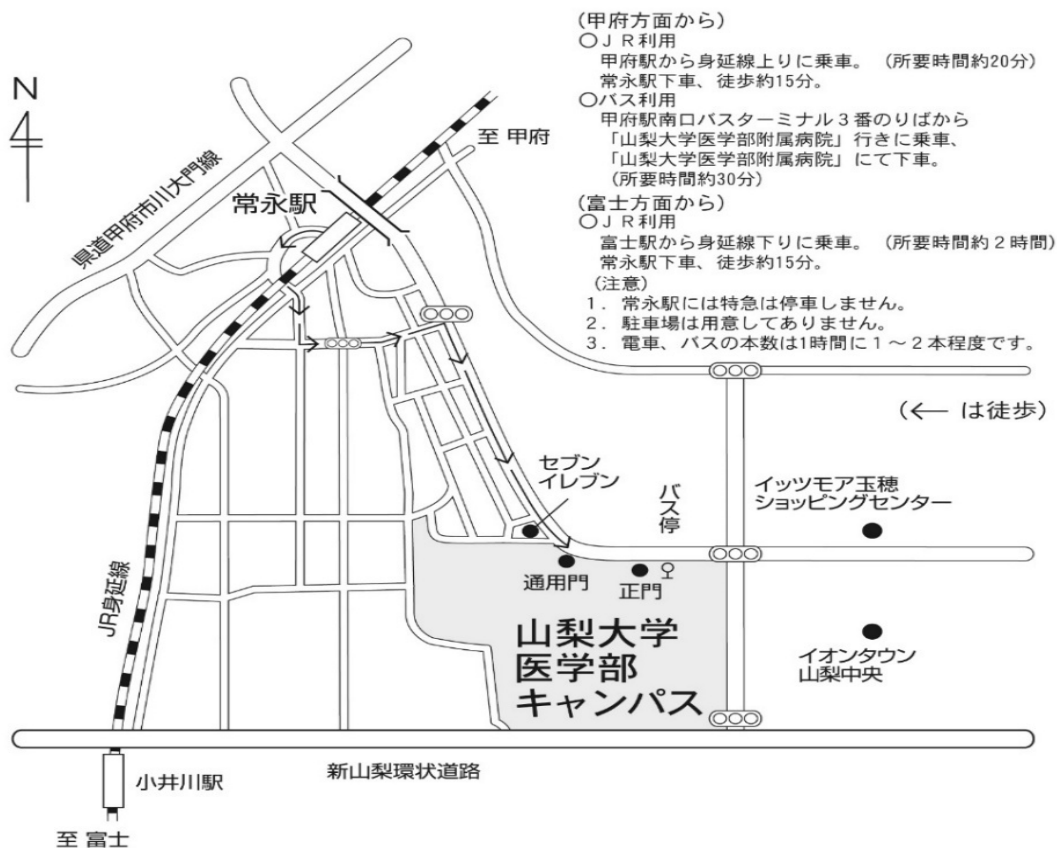 (甲府方面から)
○ＪＲ利用
甲府駅から身延線上りに乗車。（所要時間約20分）
常永駅下車、徒歩約15分。
○バス利用
甲府駅南口バスターミナル３番のりばから
「山梨大学医学部附属病院」行きに乗車、
「山梨大学医学部附属病院」にて下車。
(所要時間約30分)
(富士方面から)
○ＪＲ利用
富士駅から身延線下りに乗車。（所要時間約２時間）
常永駅下車、徒歩約15分。
(注意)
１．常永駅には特急は停車しません。
２．駐車場は用意してありません。
３．電車、バスの本数は1時間に１～２本程度です。
(← は徒歩)
N
至 甲府
常永駅
県道甲府市川大門線
セブン
イレブン
バス停
イッツモア玉穂
ショッピングセンター
通用門
正門
JR身延線
山梨大学
医学部
キャンパス
イオンタウン
山梨中央
小井川駅
新山梨環状道路
至 富士